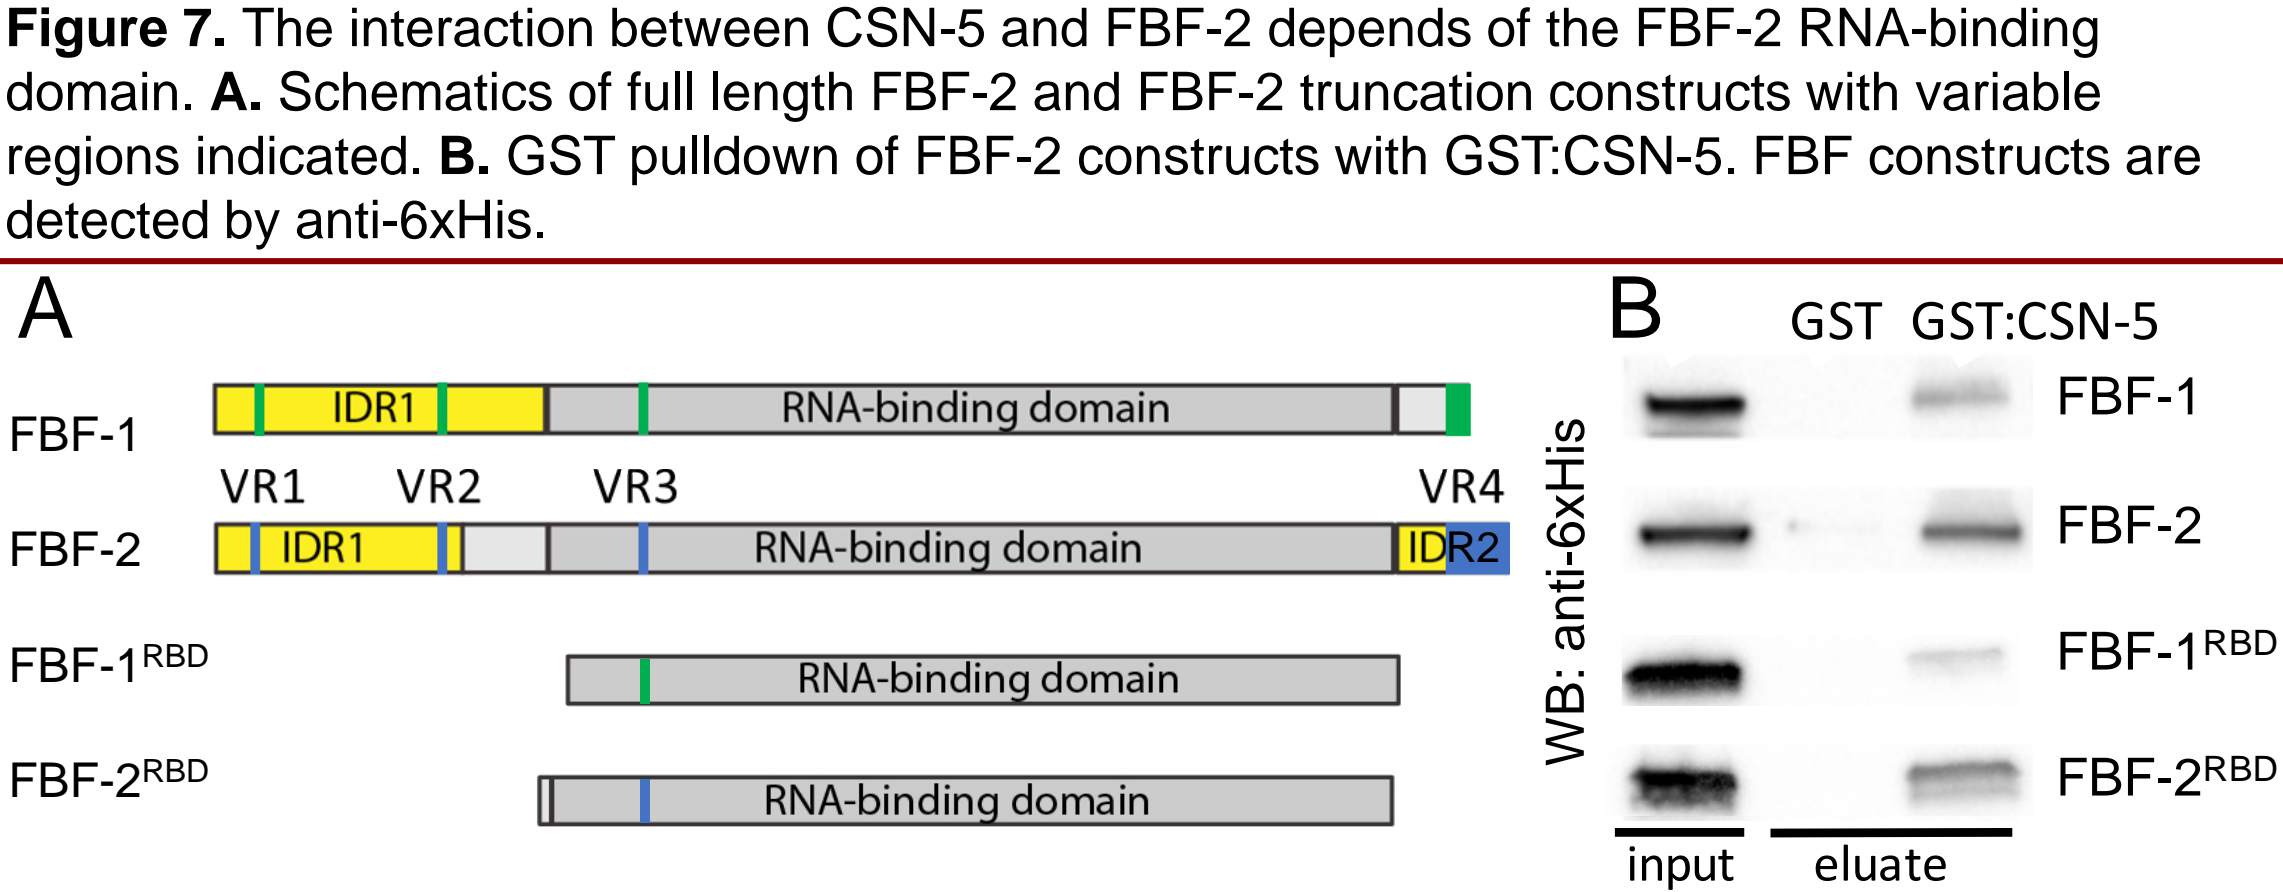 Figure 7. The interaction between CSN-5 and FBF-2 depends of the FBF-2 RNA-binding
domain. A. Schematics of full length FBF-2 and FBF-2 truncation constructs with variable
regions indicated. B. GST pulldown of FBF-2 constructs with GST:CSN-5. FBF constructs are
detected by anti-6xHis.
A
FBF-1
IDR1
RNA-binding domain
VR1
VR2
VR3
VR4
FBF-2
IDR1
RNA-binding domain
IDR2
FBF-1RBD
RNA-binding domain
FBF-2RBD
RNA-binding domain
B
GST
GST:CSN-5
WB: anti-6xHis
FBF-1
FBF-2
FBF-1RBD
FBF-2RBD
input
eluate